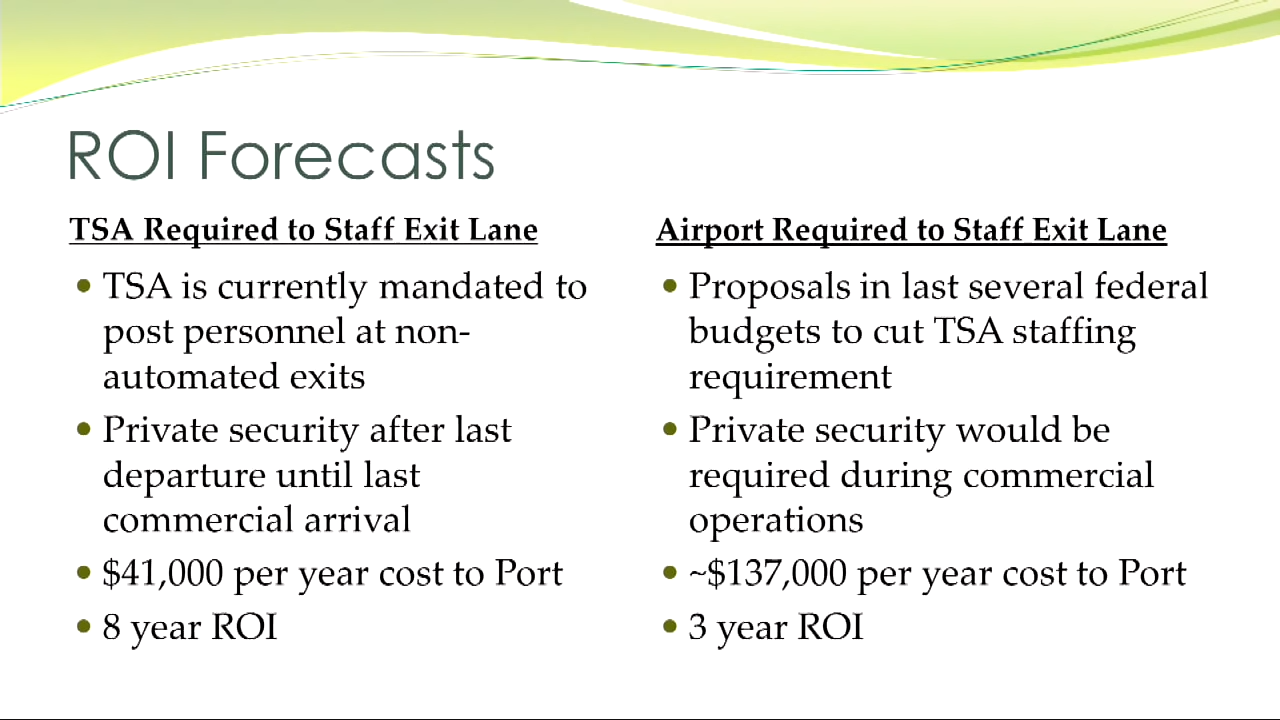 ROI Forecasts
TSA Required to Staff Exit Lane
• TSA is currently mandated to
post personnel at non-
automated exits
• Private security after last
departure until last
commercial arrival
• $41,000 per year cost to Port
• 8 year ROI
Airport Required to Staff Exit Lane
• Proposals in last several federal
budgets to cut TSA staffing
requirement
• Private security would be
required during commercial
operations
• ~$137,000 per year cost to Port
• 3 year ROI